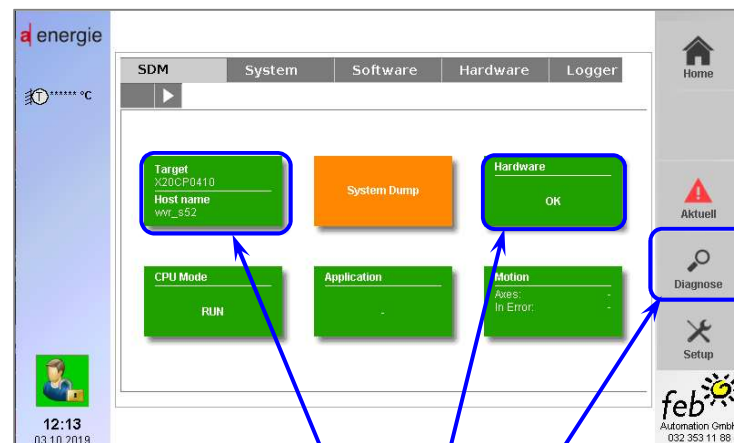 a energie
SDM System Software Hardware Logger
Home
T ****** °C
Target
X20CP0410
Host name
wvr_s52
System Dump
Hardware
OK
Aktuell
Diagnose
CPU Mode
RUN
Application
-
Motion
Axes: -
In Error: -
Setup
12:13
03.10.2019
feb
Automation GmbH
032 353 11 88